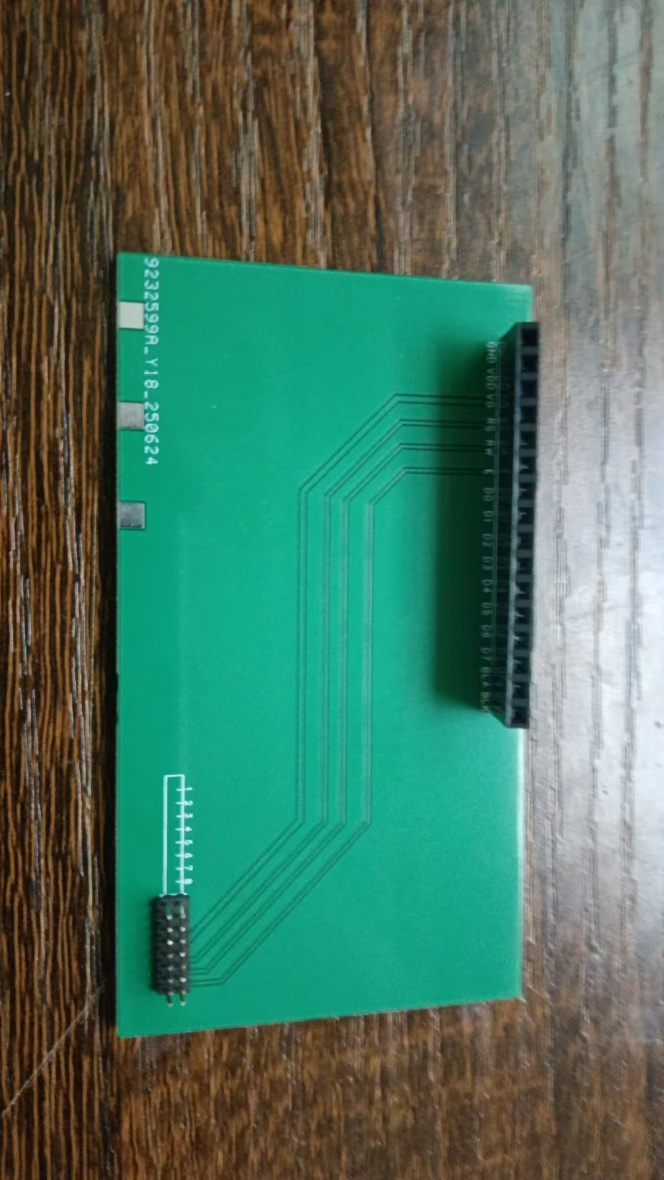 9232599A_Y18_250624
GND VDD V0 RS RW E D0 D1 D2 D3 D4 D5 D6 D7 BLA
1 2 3 4 5 6 7 8